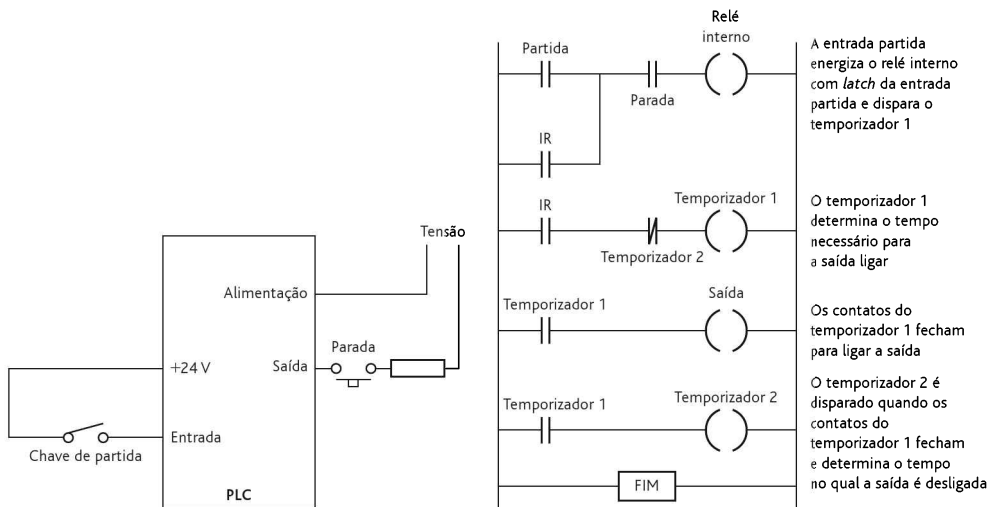 Tensão
Alimentação
+24 V
Saída
Parada
Entrada
Chave de partida
PLC
Relé
interno
Partida
Parada
IR
A entrada partida
energiza o relé interno
com latch da entrada
partida e dispara o
temporizador 1
IR
Temporizador 1
Temporizador 2
O temporizador 1
determina o tempo
necessário para
a saída ligar
Temporizador 1
Saída
Os contatos do
temporizador 1 fecham
para ligar a saída
Temporizador 1
Temporizador 2
O temporizador 2 é
disparado quando os
contatos do
temporizador 1 fecham
e determina o tempo
no qual a saída é desligada
FIM